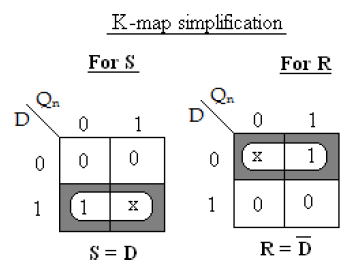 K-map simplification
For S For R
Qn Qn
D 0 1 D 0 1
0 0 0 0 x 1
1 1 x 1 0 0
S = D R = D̅